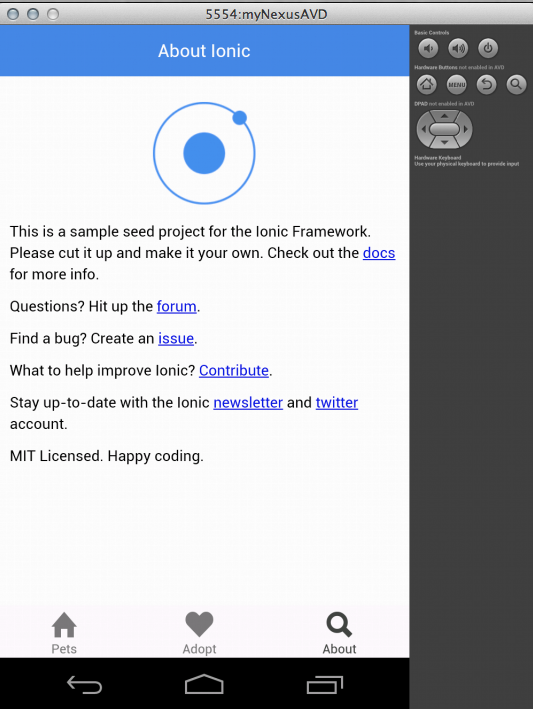 5554:myNexusAVD
About Ionic
Basic Controls
Hardware Buttons not enabled in AVD
MENU
DPAD not enabled in AVD
Hardware Keyboard
Use your physical keyboard to provide input
This is a sample seed project for the Ionic Framework.
Please cut it up and make it your own. Check out the docs
for more info.
Questions? Hit up the forum.
Find a bug? Create an issue.
What to help improve Ionic? Contribute.
Stay up-to-date with the Ionic newsletter and twitter
account.
MIT Licensed. Happy coding.
Pets
Adopt
About